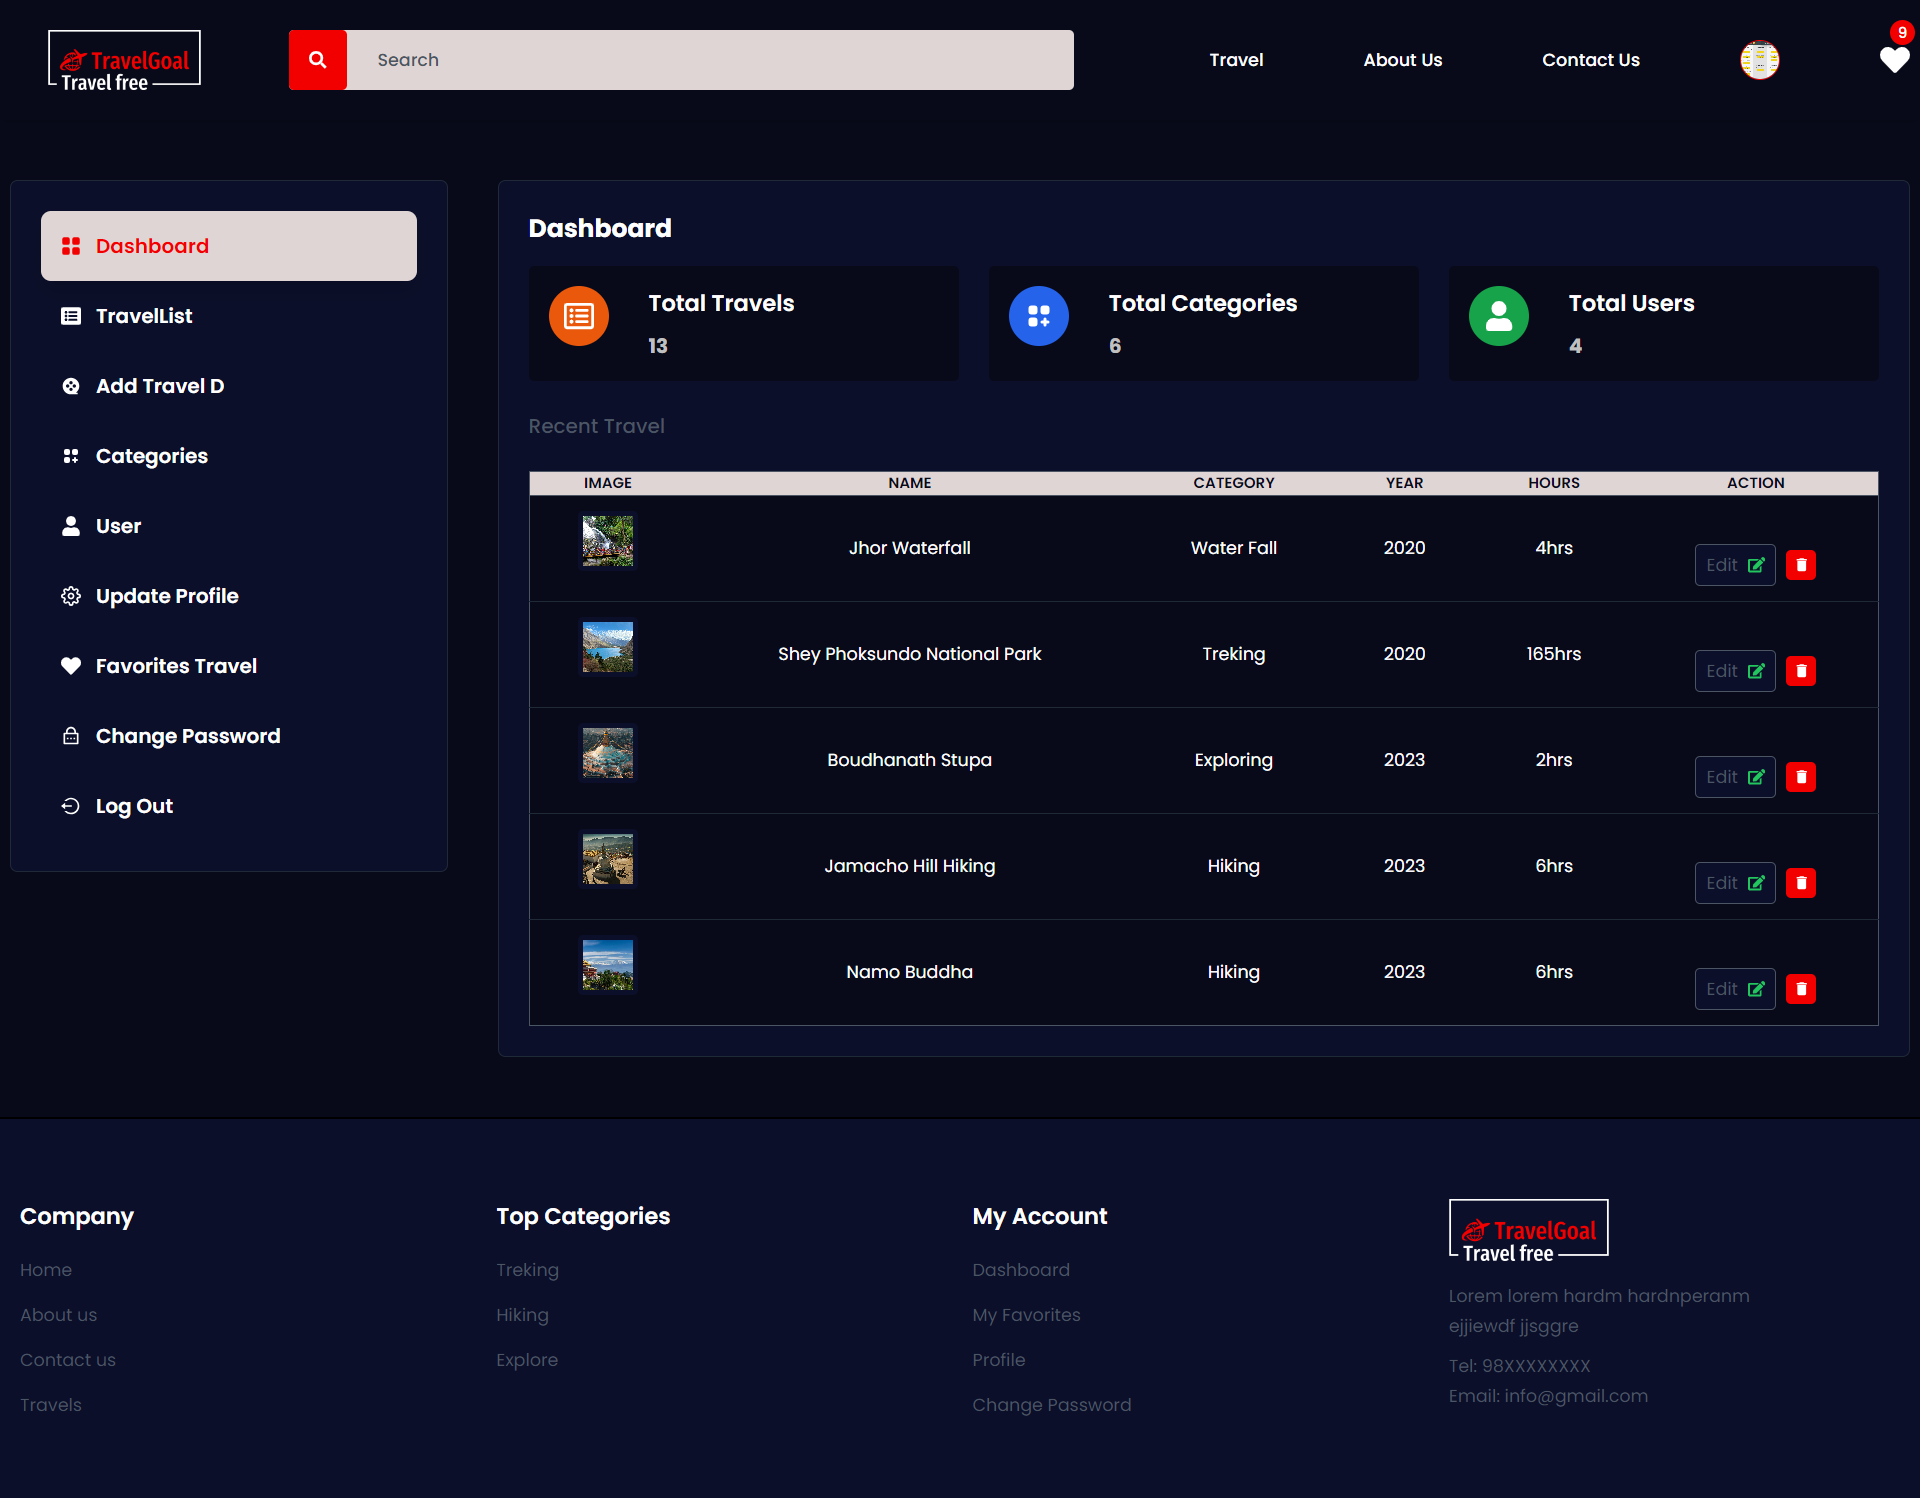 TravelGoal
Travel free
Search
Travel
About Us
Contact Us
9
Dashboard
TravelList
Add Travel D
Categories
User
Update Profile
Favorites Travel
Change Password
Log Out
Dashboard
Total Travels
13
Total Categories
6
Total Users
4
Recent Travel
IMAGE NAME CATEGORY YEAR HOURS ACTION
Jhor Waterfall Water Fall 2020 4hrs Edit
Shey Phoksundo National Park Treking 2020 165hrs Edit
Boudhanath Stupa Exploring 2023 2hrs Edit
Jamacho Hill Hiking Hiking 2023 6hrs Edit
Namo Buddha Hiking 2023 6hrs Edit
Company
Home
About us
Contact us
Travels
Top Categories
Treking
Hiking
Explore
My Account
Dashboard
My Favorites
Profile
Change Password
TravelGoal
Travel free
Lorem lorem hardm hardnperanm
ejjiewdf jjsggre
Tel: 98XXXXXXXX
Email: info@gmail.com